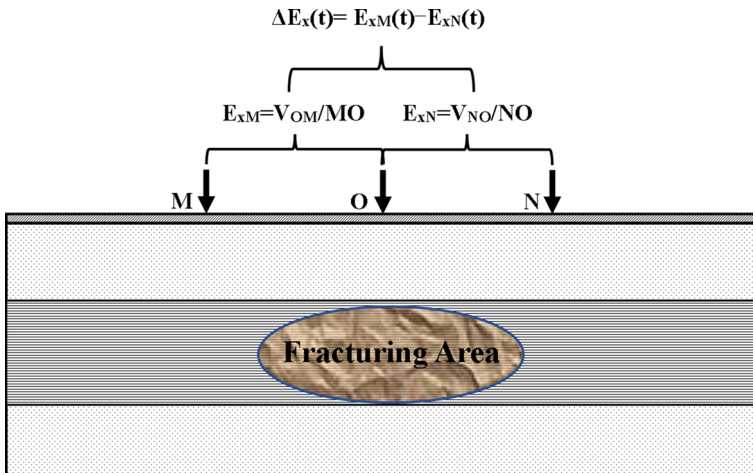 ΔEx(t)= ExM(t)−ExN(t)
ExM=VOM/MO ExN=VNO/NO
M O N
Fracturing Area